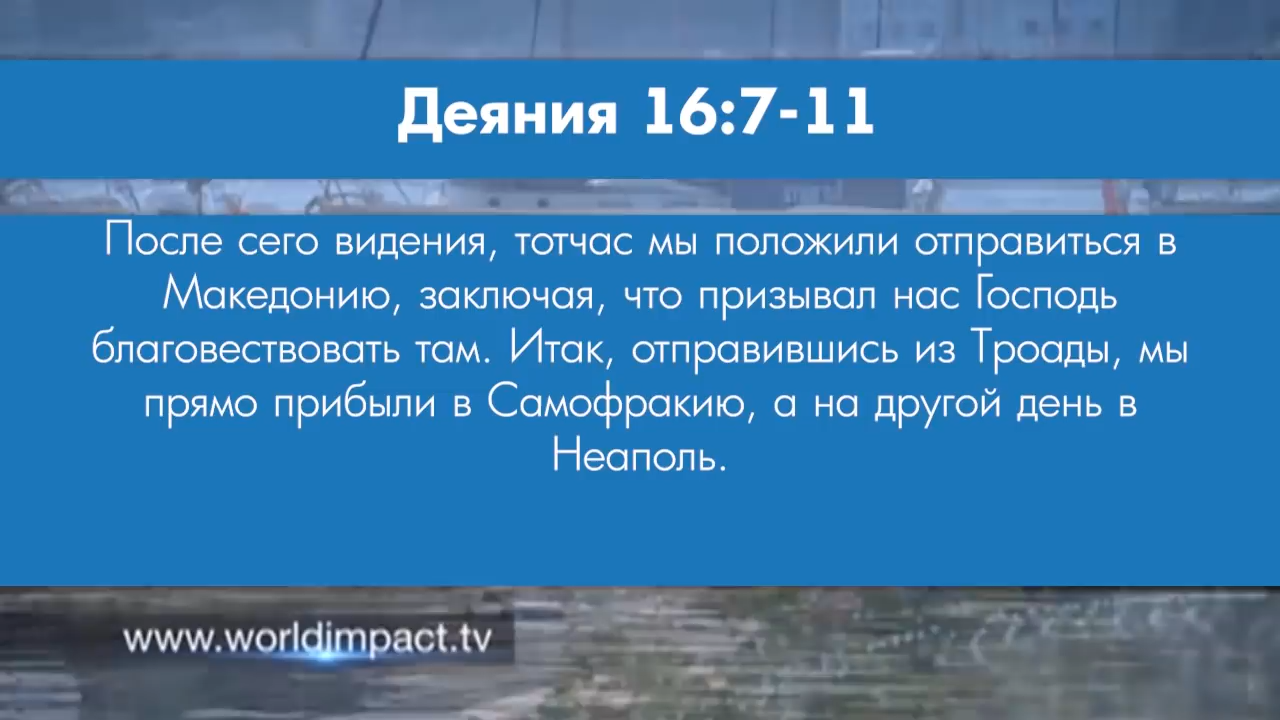 Деяния 16:7-11
После сего видения, тотчас мы положили отправиться в
Македонию, заключая, что призывал нас Господь
благовествовать там. Итак, отправившись из Троады, мы
прямо прибыли в Самофракию, а на другой день в
Неаполь.
www.worldimpact.tv